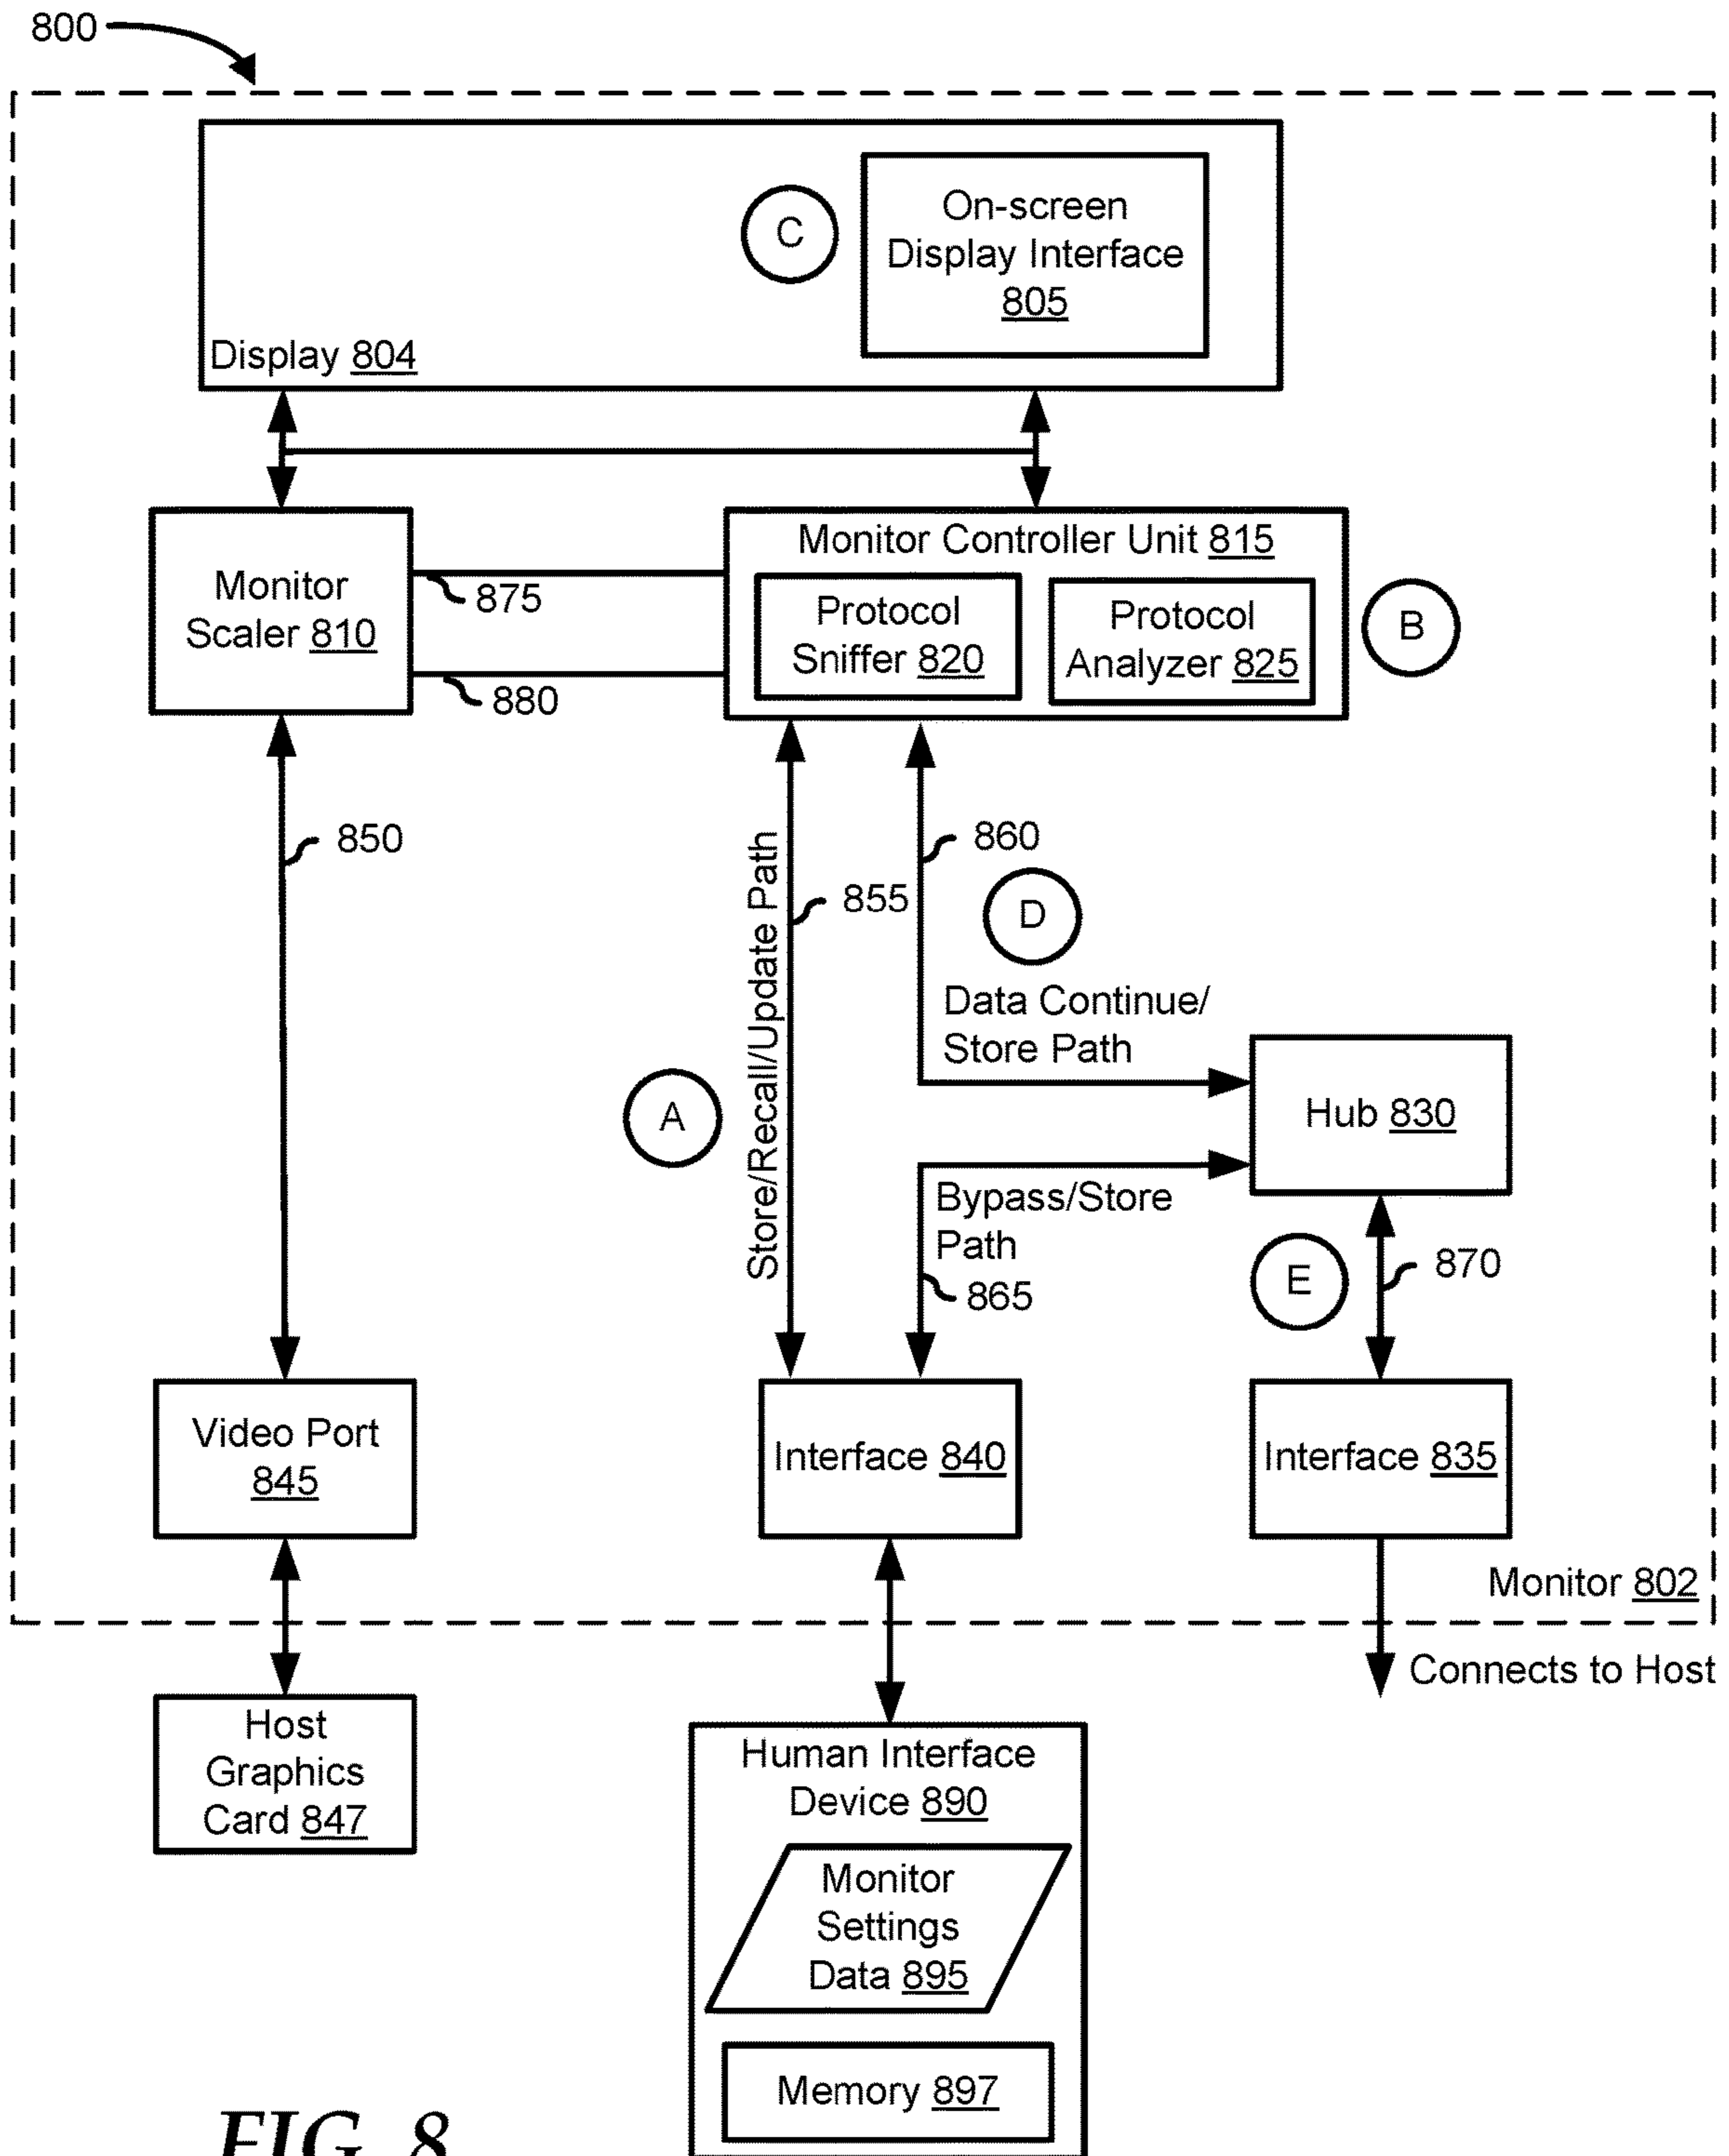 800
C
On-screen
Display Interface
805
Display 804
Monitor
Scaler 810
875
880
Monitor Controller Unit 815
Protocol
Sniffer 820
Protocol
Analyzer 825
B
850
Store/Recall/Update Path
855
860
D
Data Continue/
Store Path
A
Hub 830
Bypass/Store
Path
865
E
870
Video Port
845
Interface 840
Interface 835
Monitor 802
Connects to Host
Host
Graphics
Card 847
Human Interface
Device 890
Monitor
Settings
Data 895
Memory 897
FIG. 8